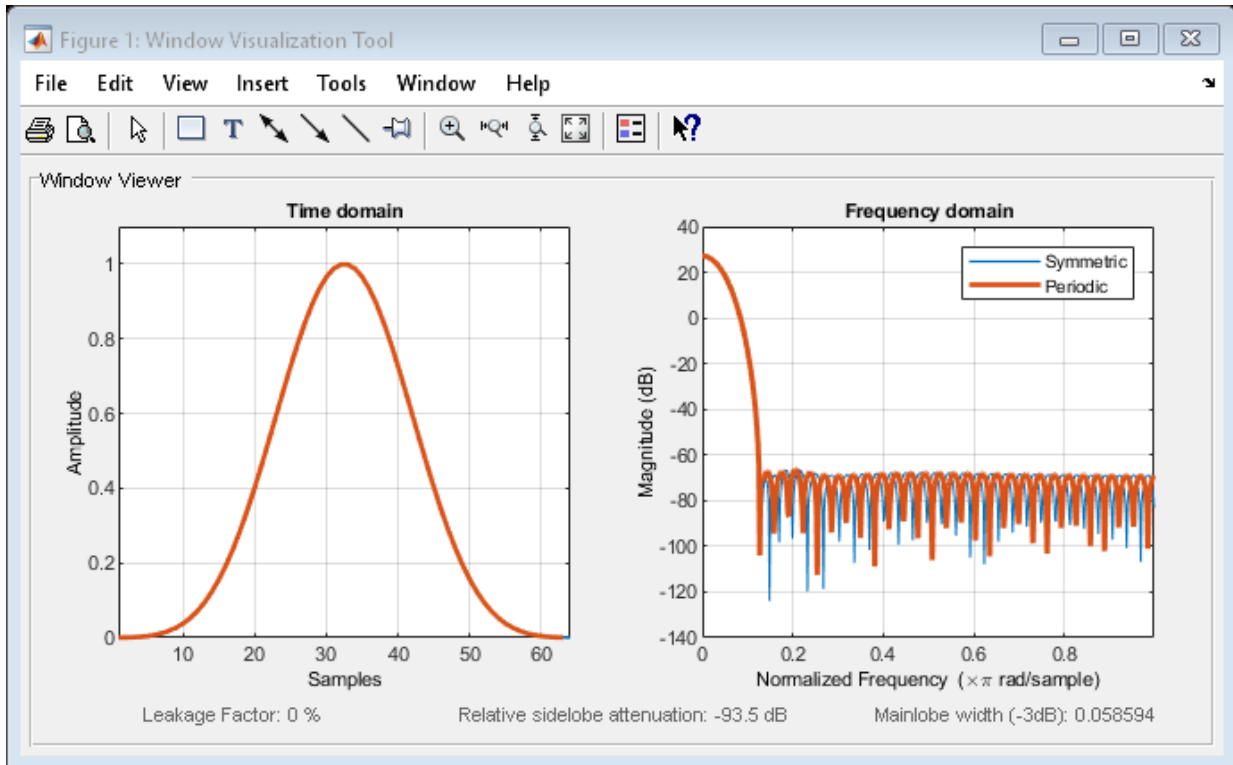 Figure 1: Window Visualization Tool
File Edit View Insert Tools Window Help
Window Viewer
Time domain
1
0.8
0.6
0.4
0.2
0
Amplitude
10 20 30 40 50 60
Samples
Frequency domain
40
20
0
-20
-40
-60
-80
-100
-120
-140
Magnitude (dB)
Symmetric
Periodic
0 0.2 0.4 0.6 0.8
Normalized Frequency (×π rad/sample)
Leakage Factor: 0 % Relative sidelobe attenuation: -93.5 dB Mainlobe width (-3dB): 0.058594